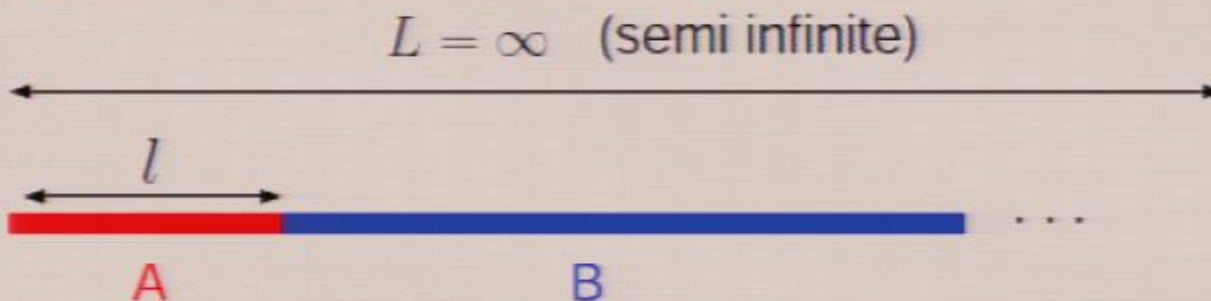 L = ∞ (semi infinite)
l
...
A
B